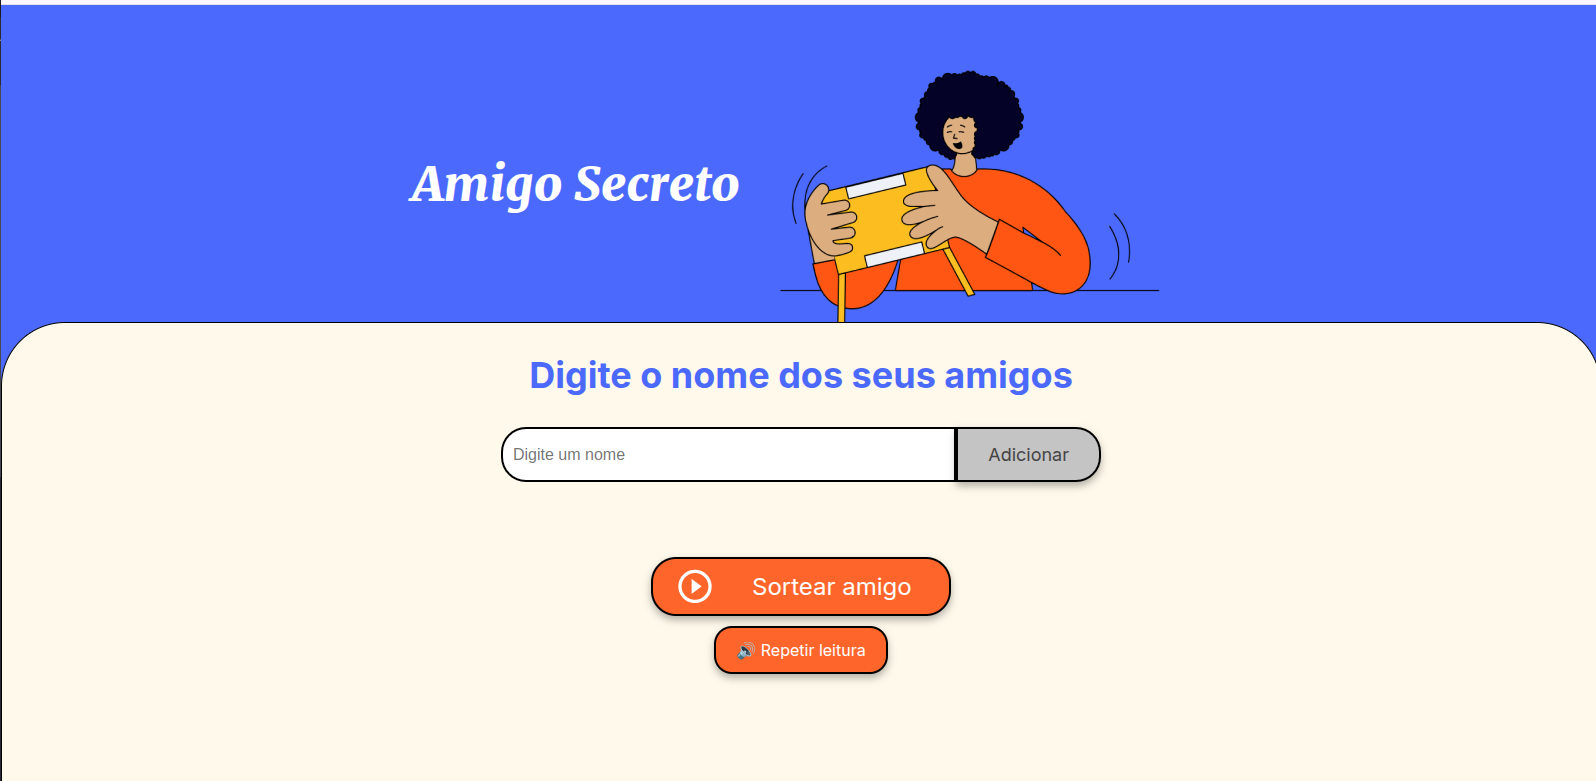 Amigo Secreto
Digite o nome dos seus amigos
Digite um nome
Adicionar
Sortear amigo
🔊 Repetir leitura